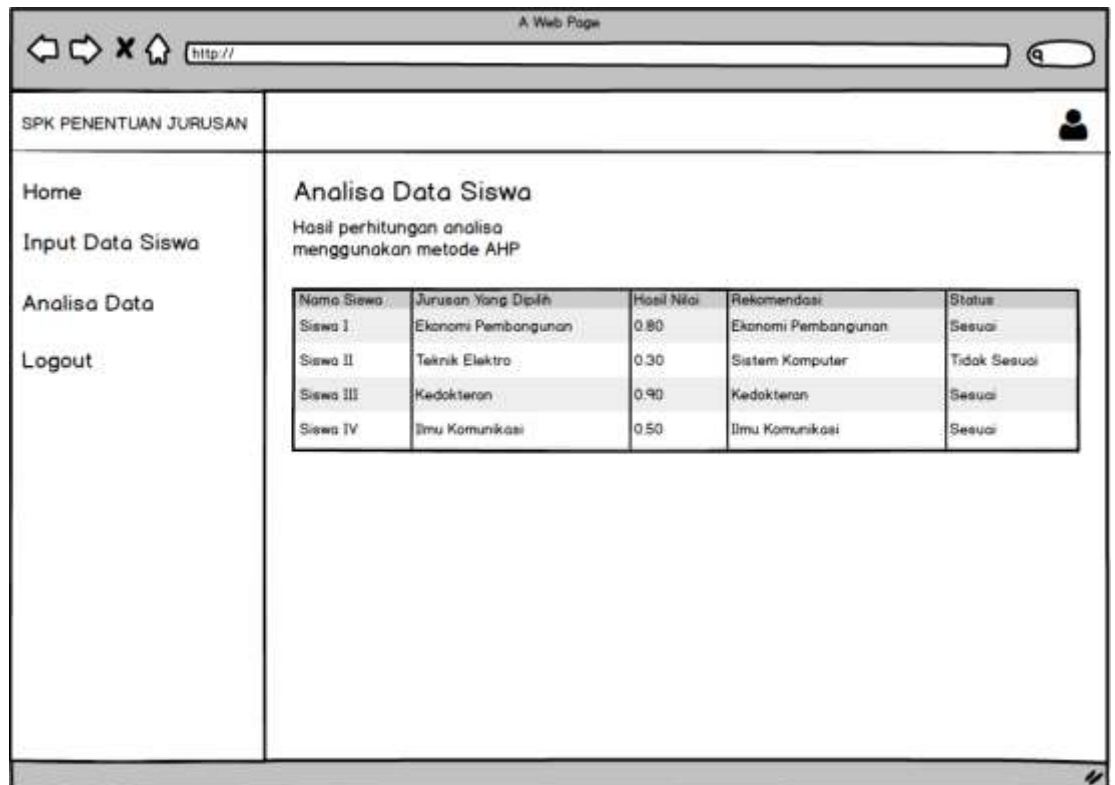 A Web Page
http://
SPK PENENTUAN JURUSAN
Home
Input Data Siswa
Analisa Data
Logout
Analisa Data Siswa
Hasil perhitungan analisa
menggunakan metode AHP
Nama Siswa Jurusan Yang Dipilih Hasil Nilai Rekomendasi Status
Siswa I Ekonomi Pembangunan 0.80 Ekonomi Pembangunan Sesuai
Siswa II Teknik Elektro 0.30 Sistem Komputer Tidak Sesuai
Siswa III Kedokteran 0.90 Kedokteran Sesuai
Siswa IV Ilmu Komunikasi 0.50 Ilmu Komunikasi Sesuai